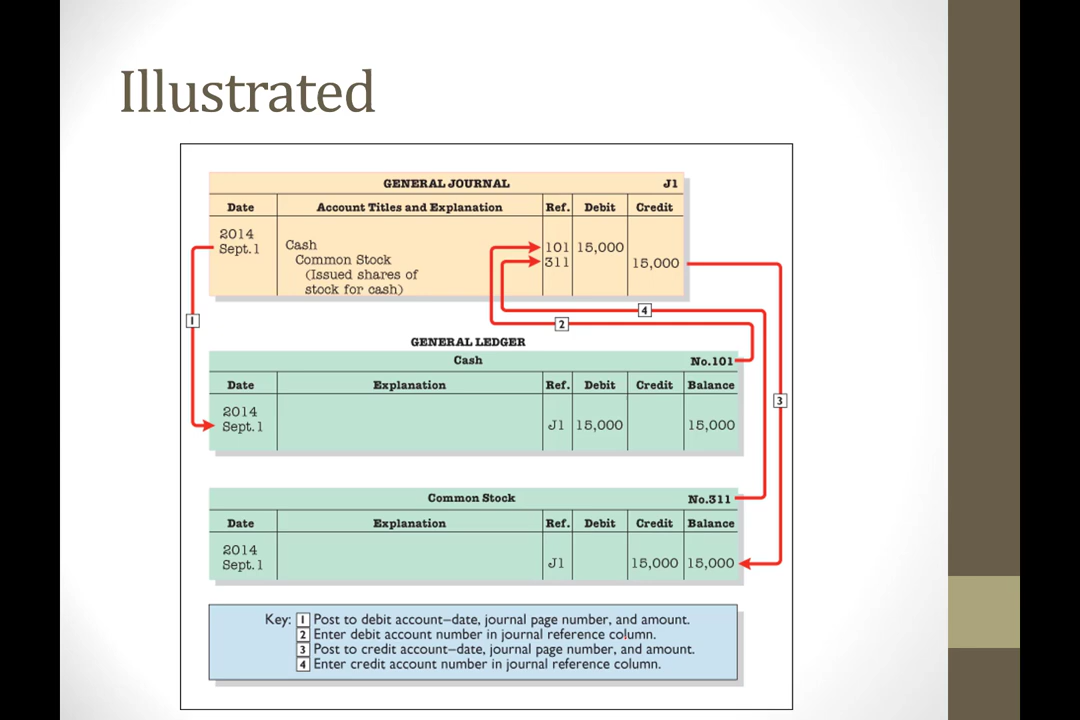 Illustrated
GENERAL JOURNAL J1
Date Account Titles and Explanation Ref. Debit Credit
2014
Sept. 1 Cash 101 15,000
Common Stock 311 15,000
(Issued shares of
stock for cash)
4
1
2
GENERAL LEDGER
Cash No.101
Date Explanation Ref. Debit Credit Balance
3
2014
Sept. 1 J1 15,000 15,000
Common Stock No.311
Date Explanation Ref. Debit Credit Balance
2014
Sept. 1 J1 15,000 15,000
Key: 1 Post to debit account–date, journal page number, and amount.
2 Enter debit account number in journal reference column.
3 Post to credit account–date, journal page number, and amount.
4 Enter credit account number in journal reference column.